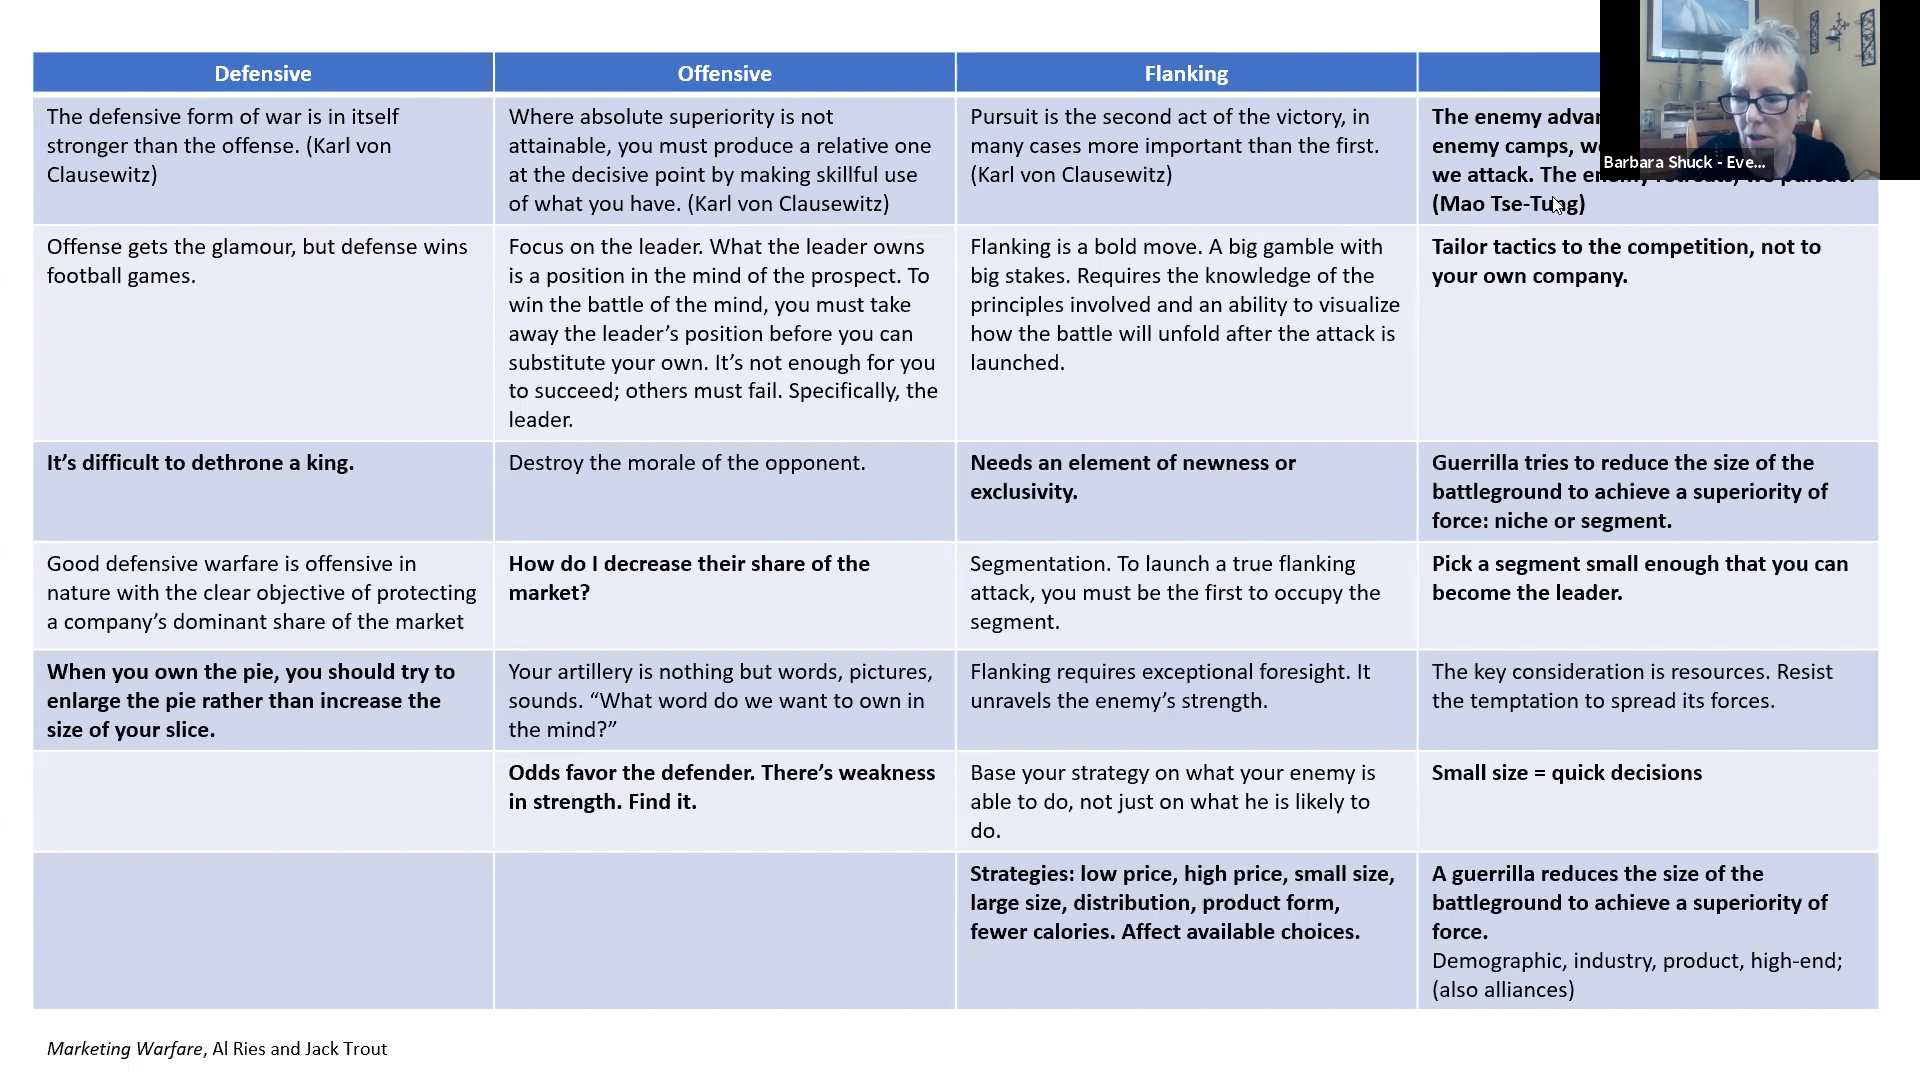 Defensive
Offensive
Flanking
The defensive form of war is in itself
stronger than the offense. (Karl von
Clausewitz)
Where absolute superiority is not
attainable, you must produce a relative one
at the decisive point by making skillful use
of what you have. (Karl von Clausewitz)
Pursuit is the second act of the victory, in
many cases more important than the first.
(Karl von Clausewitz)
The enemy
enemy camps,
we attack. The
(Mao Tse-Tung)
Offense gets the glamour, but defense wins
football games.
Focus on the leader. What the leader owns
is a position in the mind of the prospect. To
win the battle of the mind, you must take
away the leader’s position before you can
substitute your own. It’s not enough for you
to succeed; others must fail. Specifically, the
leader.
Flanking is a bold move. A big gamble with
big stakes. Requires the knowledge of the
principles involved and an ability to visualize
how the battle will unfold after the attack is
launched.
Tailor tactics to the competition, not to
your own company.
It’s difficult to dethrone a king.
Destroy the morale of the opponent.
Needs an element of newness or
exclusivity.
Guerrilla tries to reduce the size of the
battleground to achieve a superiority of
force: niche or segment.
Good defensive warfare is offensive in
nature with the clear objective of protecting
a company’s dominant share of the market
How do I decrease their share of the
market?
Segmentation. To launch a true flanking
attack, you must be the first to occupy the
segment.
Pick a segment small enough that you can
become the leader.
When you own the pie, you should try to
enlarge the pie rather than increase the
size of your slice.
Your artillery is nothing but words, pictures,
sounds. “What word do we want to own in
the mind?”
Flanking requires exceptional foresight. It
unravels the enemy’s strength.
The key consideration is resources. Resist
the temptation to spread its forces.
Odds favor the defender. There’s weakness
in strength. Find it.
Base your strategy on what your enemy is
able to do, not just on what he is likely to
do.
Small size = quick decisions
Strategies: low price, high price, small size,
large size, distribution, product form,
fewer calories. Affect available choices.
A guerrilla reduces the size of the
battleground to achieve a superiority of
force.
Demographic, industry, product, high-end;
(also alliances)
Marketing Warfare, Al Ries and Jack Trout
Barbara Shuck - Eve...